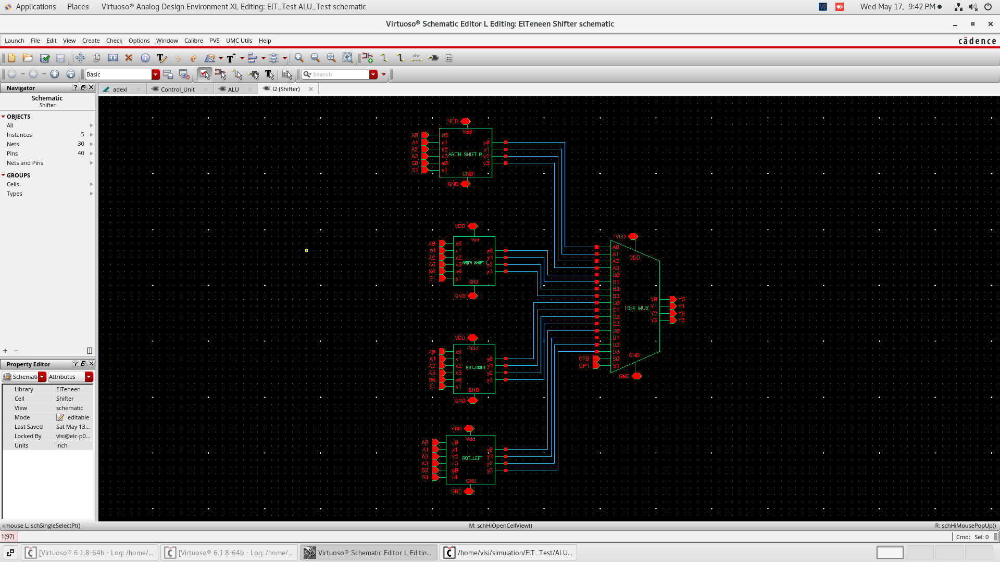 Applications Places Virtuoso® Analog Design Environment XL Editing: ElT_Test ALU_Test schematic Wed May 17, 9:42 PM
Virtuoso® Schematic Editor L Editing: ElTeneen Shifter schematic
Launch File Edit View Create Check Options Window Calibre PVS UMC Utils Help cādence
abc
Basic Search
Navigator adexl Control_Unit ALU I2 (Shifter)
Schematic
Shifter
OBJECTS
All
Instances 5
Nets 30
Pins 40
Nets and Pins
GROUPS
Cells
Types
Property Editor
Schemati Attributes
Library ElTeneen
Cell Shifter
View schematic
Mode editable
Last Saved Sat May 13...
Locked By vlsi@elc-p0...
Units inch
VDD
Vdd
A0 x0
A1 x1 y0
A2 x2 y1
ARITH SHIFT R
A3 x3 y2
S0 s0 y3
S1 s1
GND
GND
VDD
Vdd
A0 x0
A1 x1 y0
A2 x2 y1
ARITH SHIFT L
A3 x3 y2
S0 s0 y3
S1 s1
GND
GND
VDD
Vdd
A0 x0
A1 x1 y0
A2 x2 y1
ROT_RIGHT
A3 x3 y2
S0 s0 y3
S1 s1
GND
GND
VDD
Vdd
A0 x0
A1 x1 y0
A2 x2 y1
ROT_LEFT
A3 x3 y2
S0 s0 y3
S1 s1
GND
GND
VDD
A0
A1
VDD
A2
A3
B0
B1
B2
B3
C0
C1
C2
C3
D0
D1
D2
D3
16:4 MUX
Y0 Y0
Y1 Y1
Y2 Y2
Y3 Y3
GND
OP0 S0
OP1 S1
GND
mouse L: schSingleSelectPt() M: schHiOpenCellView() R: schHiMousePopUp()
1(97) Cmd: Sel: 0
[Virtuoso® 6.1.8-64b - Log: /home/... [Virtuoso® 6.1.8-64b - Log: /home/... Virtuoso® Schematic Editor L Editin... /home/vlsi/simulation/ElT_Test/ALU...